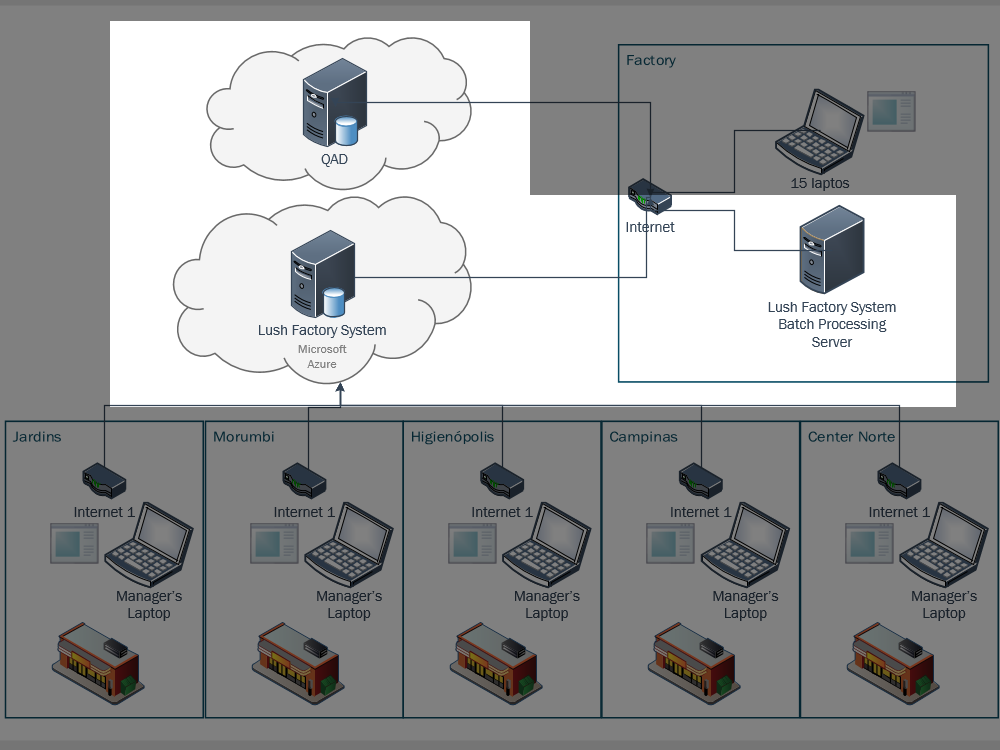 Factory
QAD
15 laptos
Internet
Lush Factory System
Batch Processing
Server
Lush Factory System
Microsoft
Azure
Jardins
Morumbi
Higienópolis
Campinas
Center Norte
Internet 1
Internet 1
Internet 1
Internet 1
Internet 1
Manager's
Laptop
Manager's
Laptop
Manager's
Laptop
Manager's
Laptop
Manager's
Laptop